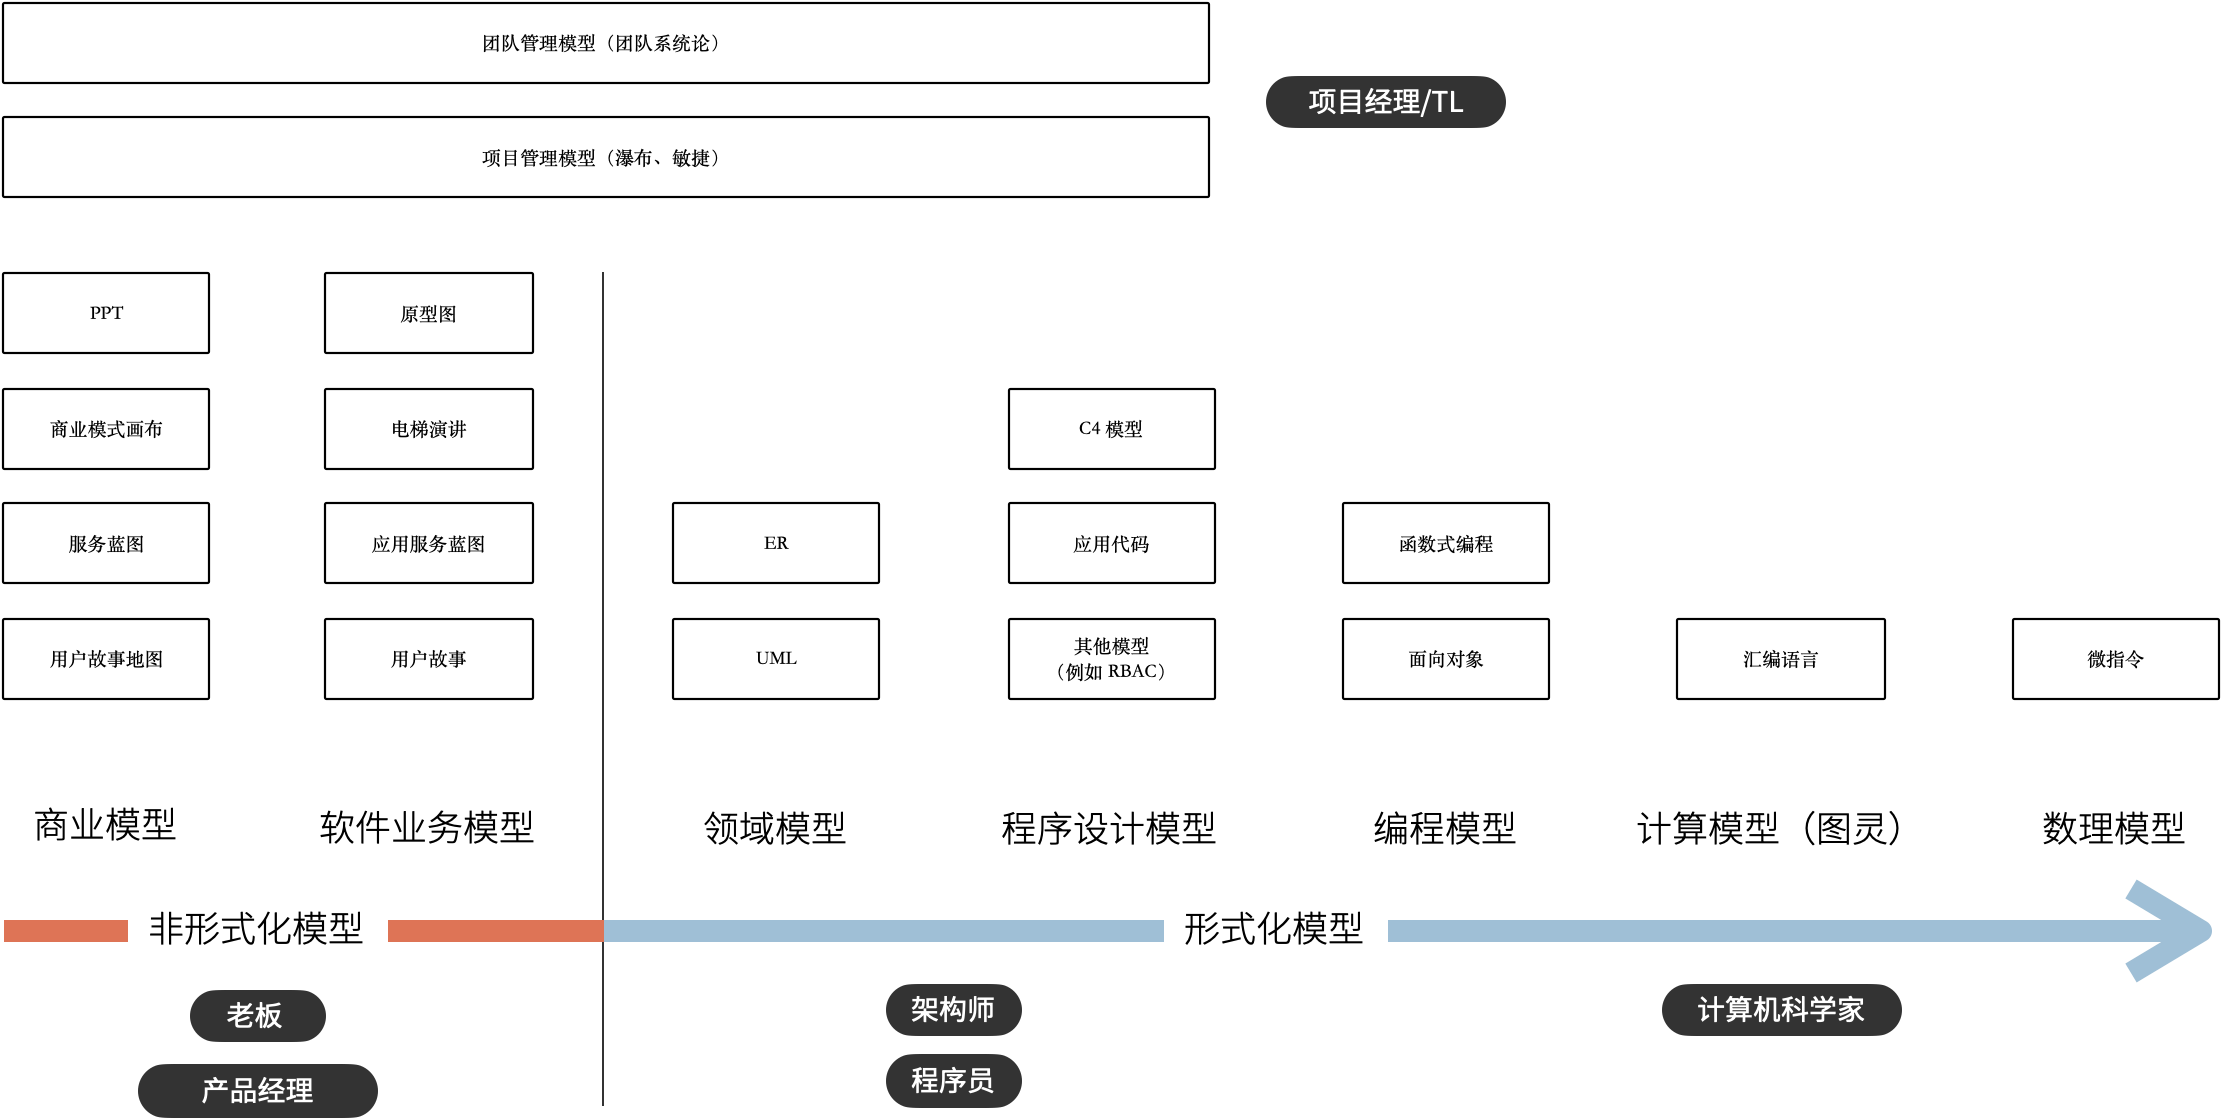 团队管理模型（团队系统论）
项目经理/TL
项目管理模型（瀑布、敏捷）
PPT
原型图
商业模式画布
电梯演讲
C4 模型
服务蓝图
应用服务蓝图
ER
应用代码
函数式编程
用户故事地图
用户故事
UML
其他模型
（例如 RBAC）
面向对象
汇编语言
微指令
商业模型
软件业务模型
领域模型
程序设计模型
编程模型
计算模型（图灵）
数理模型
非形式化模型
形式化模型
老板
架构师
计算机科学家
产品经理
程序员